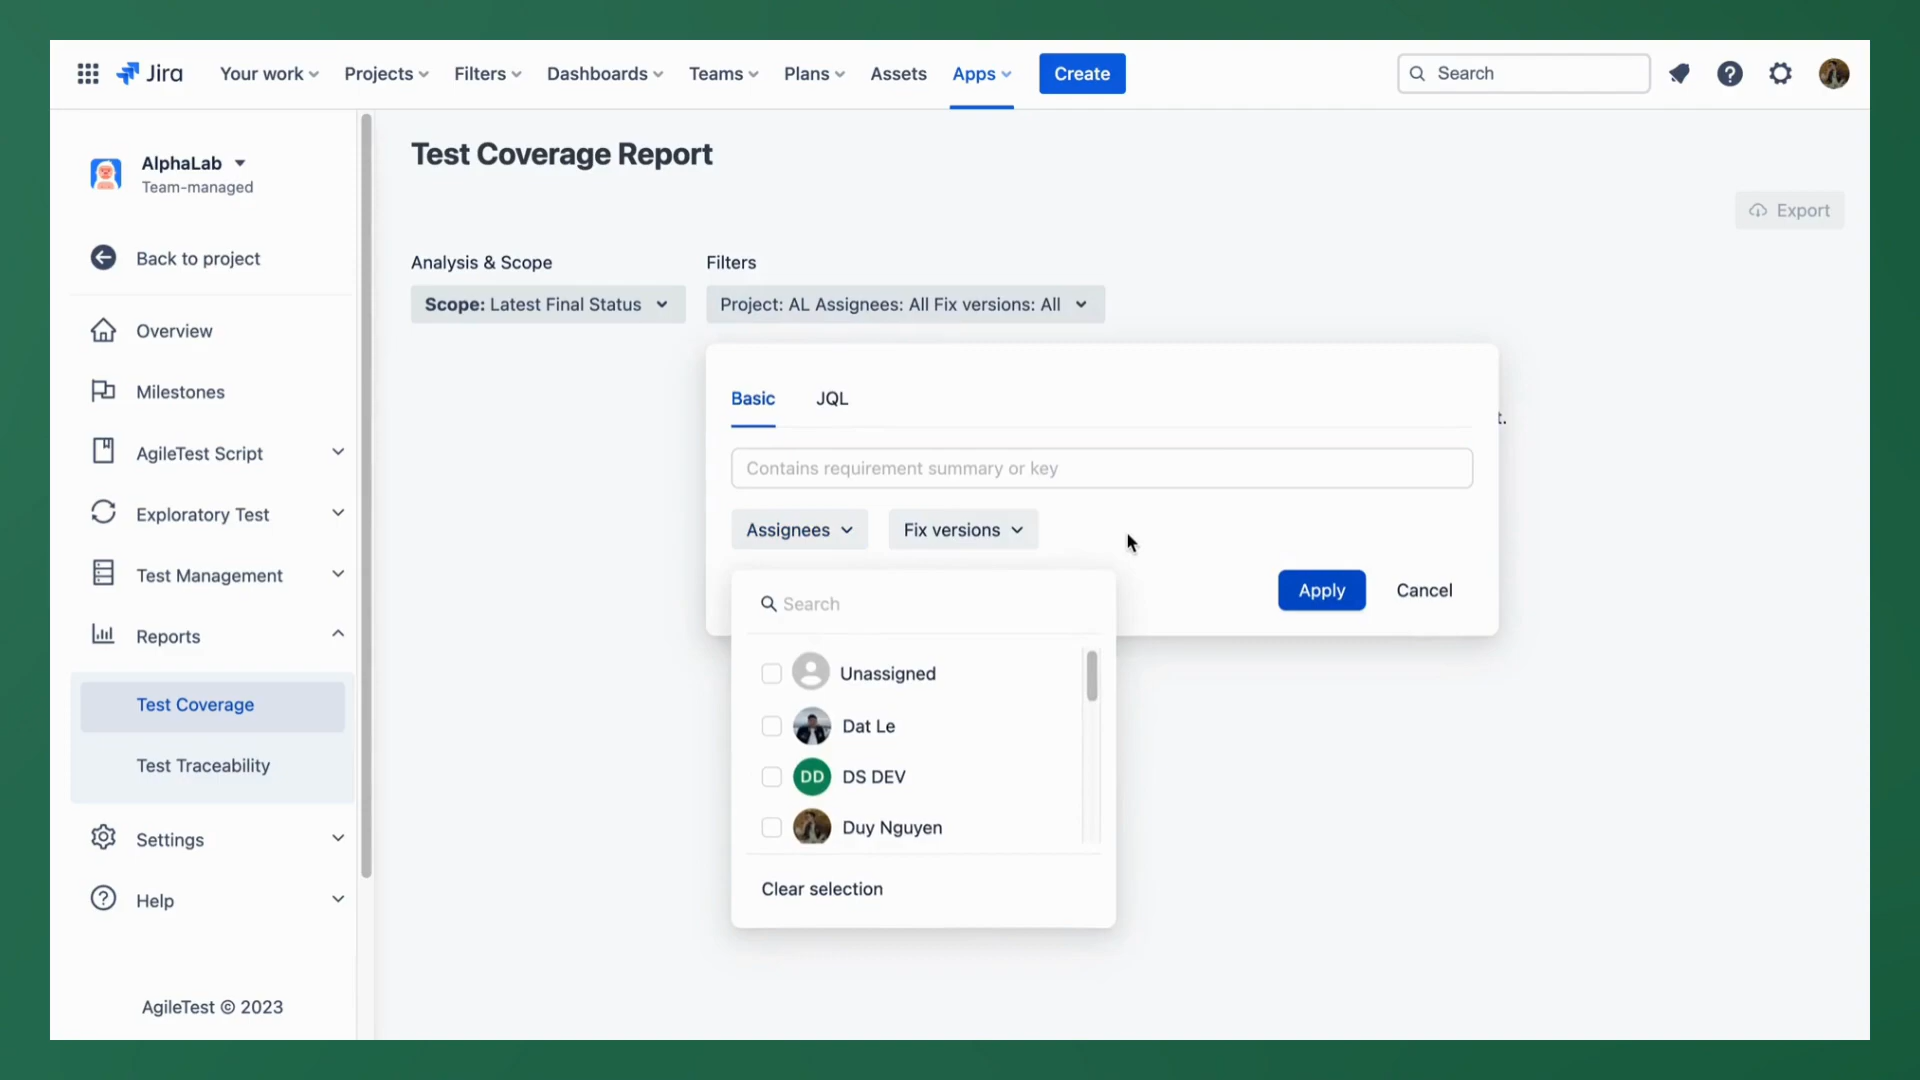 Jira
Your work
Projects
Filters
Dashboards
Teams
Plans
Assets
Apps
Create
Search
AlphaLab
Team-managed
Back to project
Overview
Milestones
AgileTest Script
Exploratory Test
Test Management
Reports
Test Coverage
Test Traceability
Settings
Help
AgileTest © 2023
Test Coverage Report
Export
Analysis & Scope
Filters
Scope: Latest Final Status
Project: AL Assignees: All Fix versions: All
Basic
JQL
t.
Contains requirement summary or key
Assignees
Fix versions
Apply
Cancel
Search
Unassigned
Dat Le
DD
DS DEV
Duy Nguyen
Clear selection